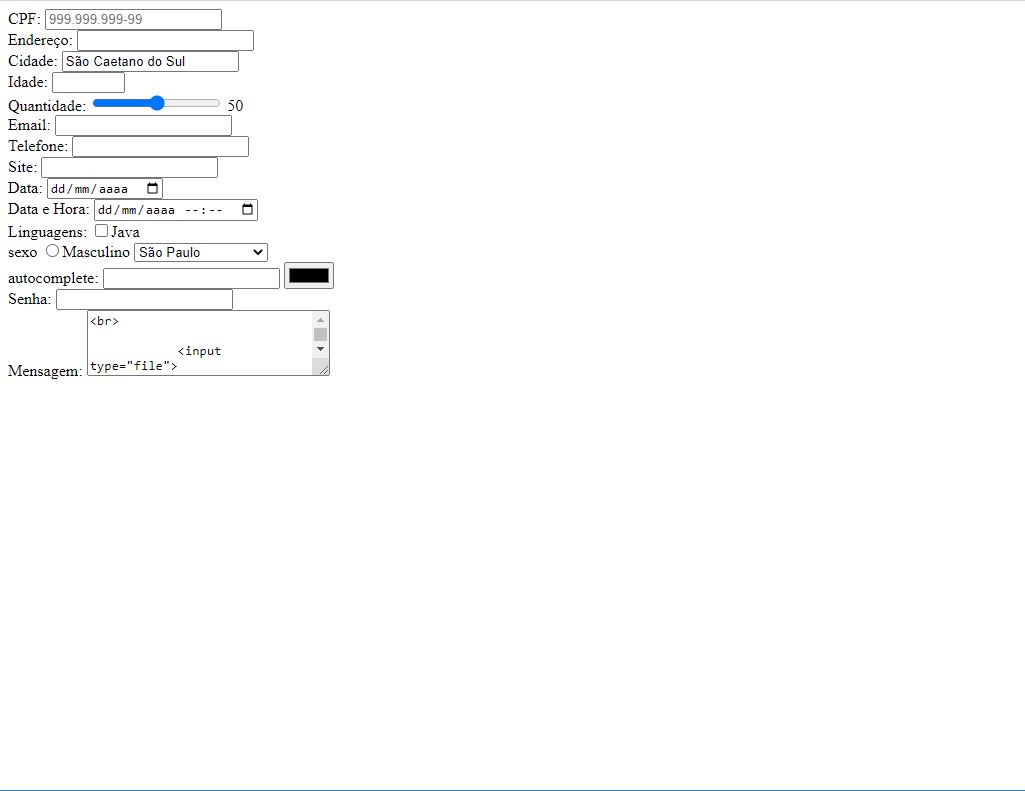 CPF: 999.999.999-99
Endereço:
Cidade: São Caetano do Sul
Idade:
Quantidade: 50
Email:
Telefone:
Site:
Data: dd/mm/aaaa
Data e Hora: dd/mm/aaaa --:--
Linguagens: Java
sexo Masculino São Paulo
autocomplete:
Senha:
<br>
<input
type="file">
Mensagem: